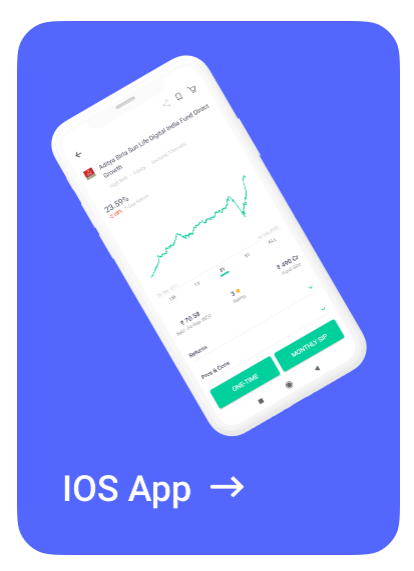 Aditya Birla Sun Life Digital India Fund Direct
Growth
High Risk Equity Sectoral/Thematic
23.59%
1M
1Y
3Y
5Y
ALL
₹ 70.58
3
₹ 490 Cr
Rating
Fund Size
Returns
Pros & Cons
ONE-TIME
MONTHLY SIP
IOS App →